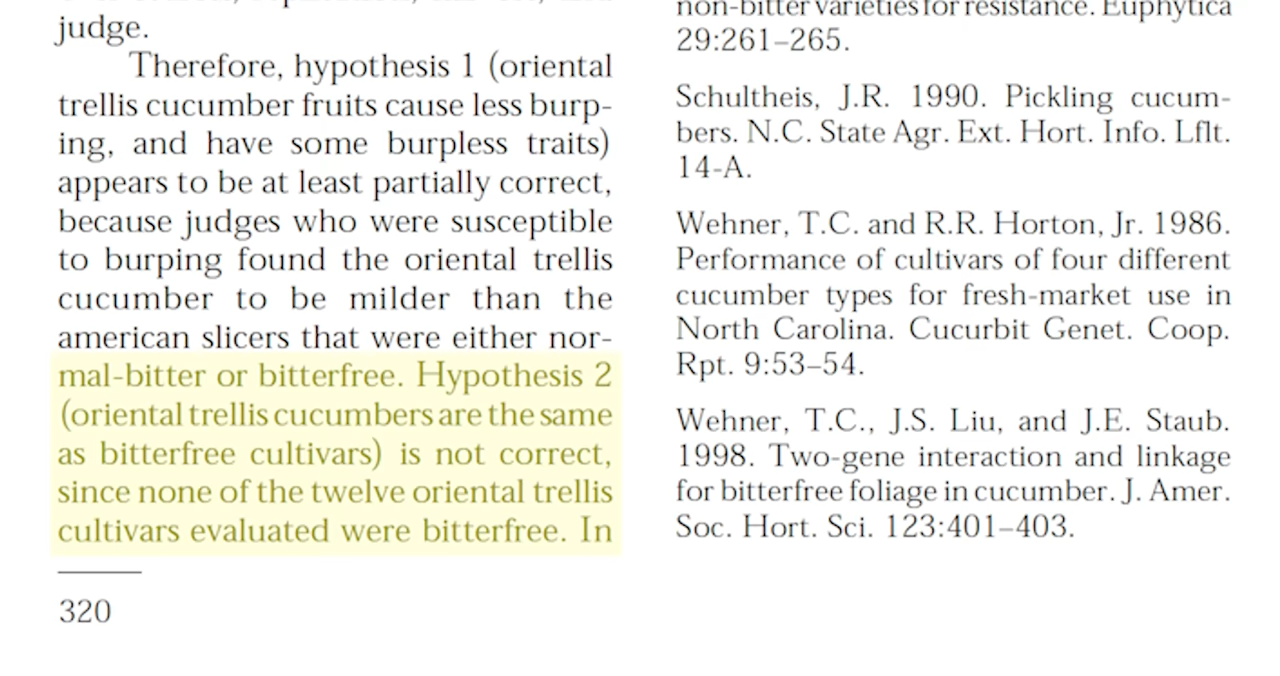 judge.
Therefore, hypothesis 1 (oriental
trellis cucumber fruits cause less burp-
ing, and have some burpless traits)
appears to be at least partially correct,
because judges who were susceptible
to burping found the oriental trellis
cucumber to be milder than the
american slicers that were either nor-
mal-bitter or bitterfree. Hypothesis 2
(oriental trellis cucumbers are the same
as bitterfree cultivars) is not correct,
since none of the twelve oriental trellis
cultivars evaluated were bitterfree. In
320
non-bitter varieties for resistance. Euphytica
29:261–265.
Schultheis, J.R. 1990. Pickling cucum-
bers. N.C. State Agr. Ext. Hort. Info. Lflt.
14-A.
Wehner, T.C. and R.R. Horton, Jr. 1986.
Performance of cultivars of four different
cucumber types for fresh-market use in
North Carolina. Cucurbit Genet. Coop.
Rpt. 9:53–54.
Wehner, T.C., J.S. Liu, and J.E. Staub.
1998. Two-gene interaction and linkage
for bitterfree foliage in cucumber. J. Amer.
Soc. Hort. Sci. 123:401–403.